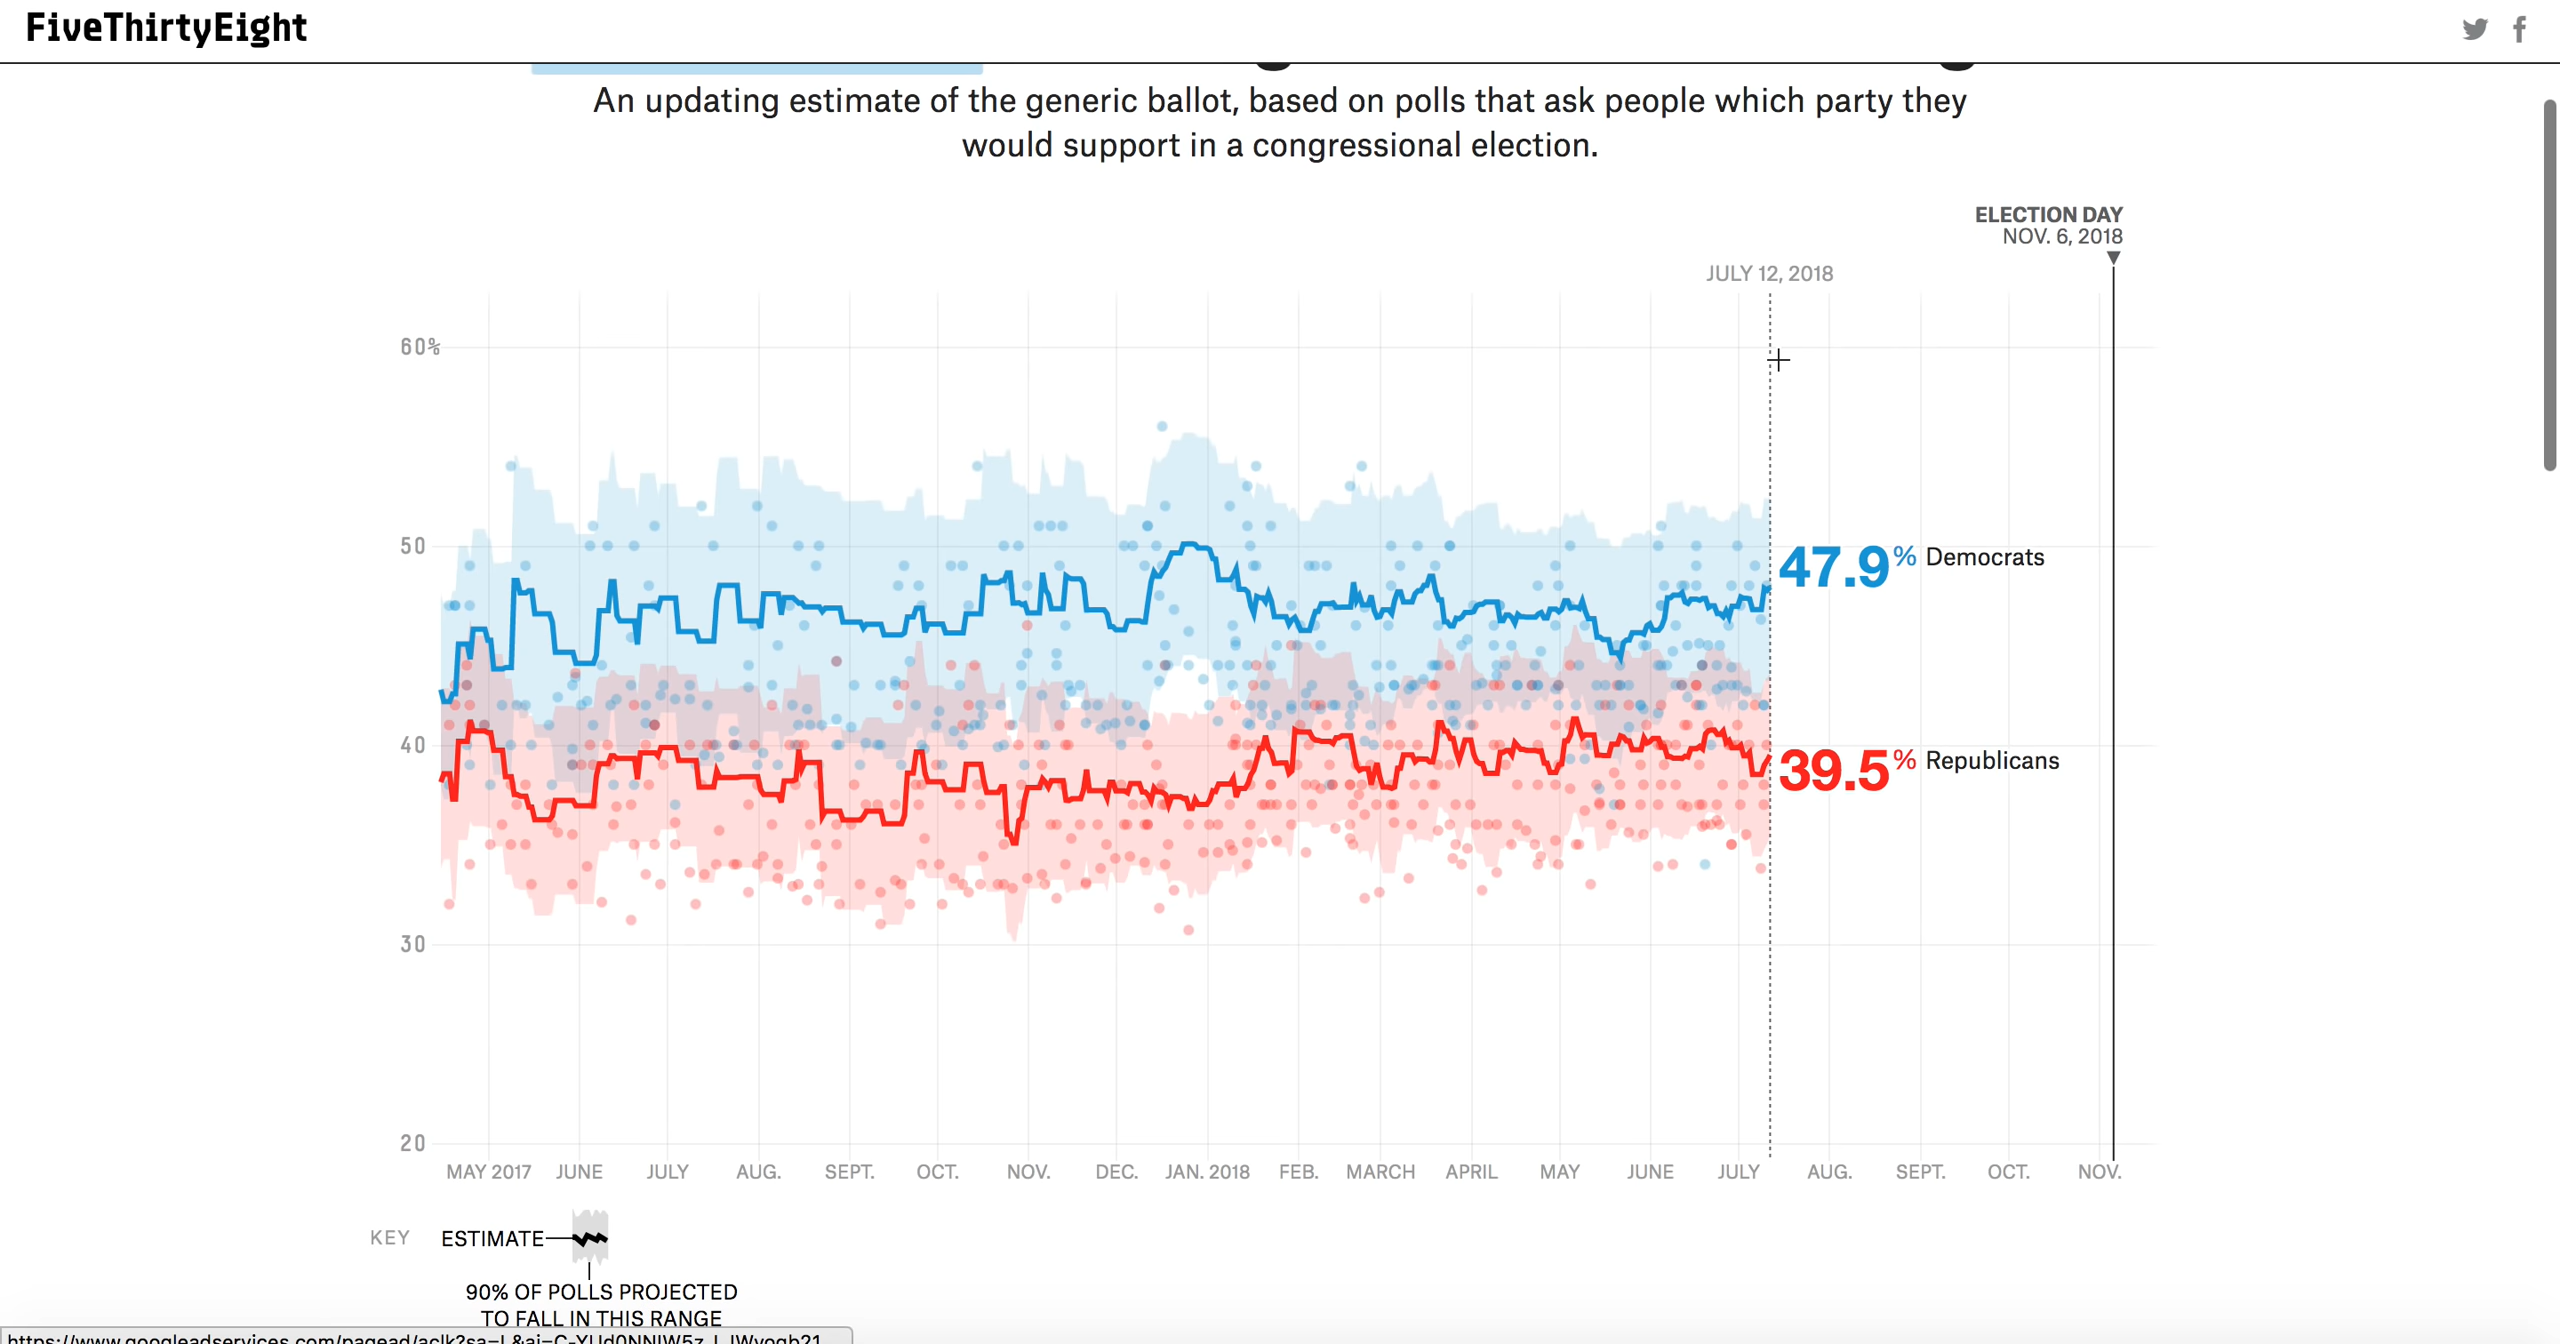 FiveThirtyEight
An updating estimate of the generic ballot, based on polls that ask people which party they
would support in a congressional election.
ELECTION DAY
NOV. 6, 2018
JULY 12, 2018
60%
50
47.9% Democrats
40
39.5% Republicans
30
20
MAY 2017 JUNE JULY AUG. SEPT. OCT. NOV. DEC. JAN. 2018 FEB. MARCH APRIL MAY JUNE JULY AUG. SEPT. OCT. NOV.
KEY ESTIMATE
90% OF POLLS PROJECTED
TO FALL IN THIS RANGE